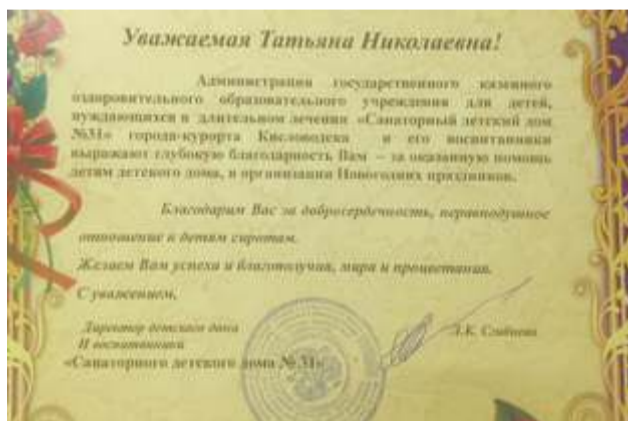 Уважаемая Татьяна Николаевна!
Администрация государственного казенного
оздоровительного образовательного учреждения для детей,
нуждающихся в длительном лечении «Санаторный детский дом
№31» города-курорта Кисловодска и его воспитанники
выражают глубокую благодарность Вам – за оказанную помощь
детям детского дома, в организации Новогодних праздников.
Благодарим Вас за добросердечность, неравнодушное
отношение к детям сиротам.
Желаем Вам успеха и благополучия, мира и процветания.
С уважением,
Директор детского дома
И воспитанники
«Санаторного детского дома №31»
Л.К.